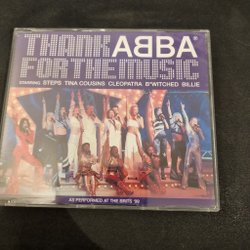 THANK ABBA®
FOR THE MUSIC
STARRING STEPS TINA COUSINS CLEOPATRA B*WITCHED BILLIE
AS PERFORMED AT THE BRITS '99